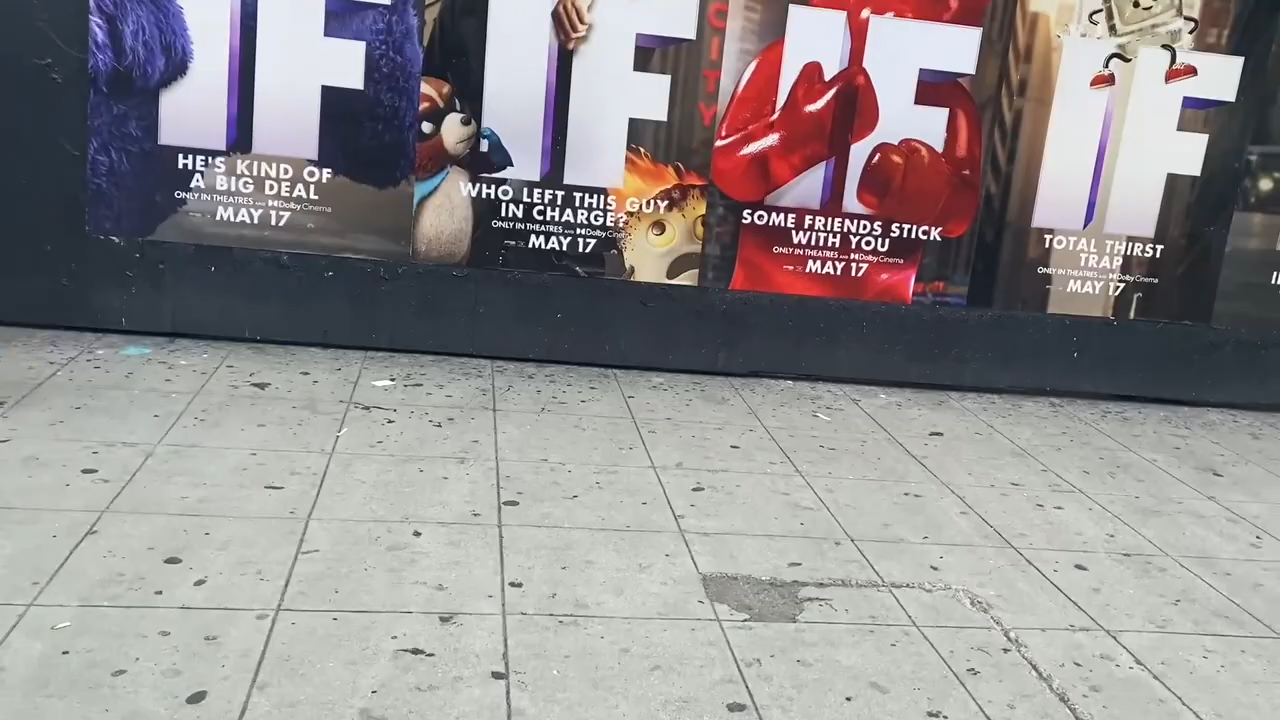 IF
HE'S KIND OF
A BIG DEAL
ONLY IN THEATRES AND Dolby Cinema
MAY 17
IF
WHO LEFT THIS GUY
IN CHARGE?
ONLY IN THEATRES AND Dolby Cinema
MAY 17
CITY
IF
SOME FRIENDS STICK
WITH YOU
ONLY IN THEATRES AND Dolby Cinema
MAY 17
IF
TOTAL THIRST
TRAP
ONLY IN THEATRES AND Dolby Cinema
MAY 17